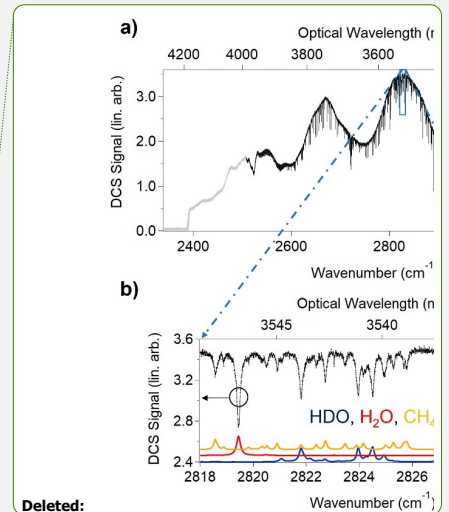 a)
Optical Wavelength (r
4200 4000 3800 3600
DCS Signal (lin. arb.)
3.0
2.0
1.0
0.0
2400 2600 2800
Wavenumber (cm-1
b)
Optical Wavelength (n
3545 3540
DCS Signal (lin. arb.)
3.6
3.2
2.8
2.4
HDO, H2O, CH4
2818 2820 2822 2824 2826
Wavenumber (cm-1)
Deleted: